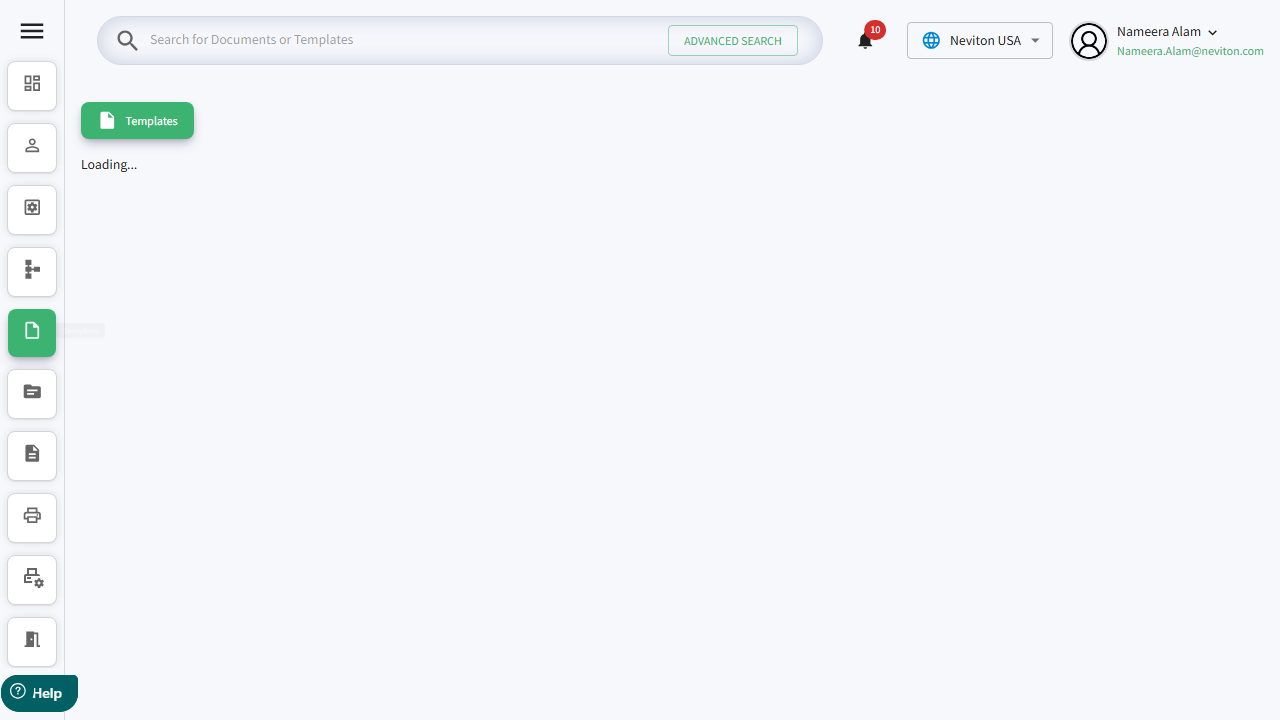 Search for Documents or Templates
ADVANCED SEARCH
10
Neviton USA
Nameera Alam
Nameera.Alam@neviton.com
Templates
Loading...
Help